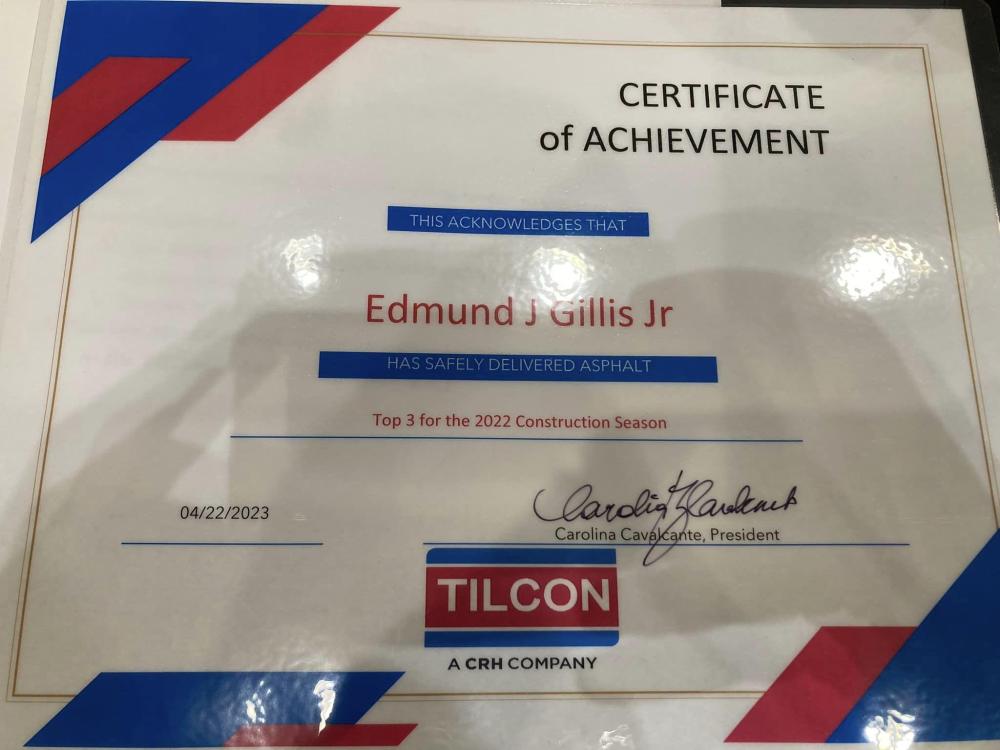 CERTIFICATE
of ACHIEVEMENT
THIS ACKNOWLEDGES THAT
Edmund J Gillis Jr
HAS SAFELY DELIVERED ASPHALT
Top 3 for the 2022 Construction Season
04/22/2023
Carolina Cavalcante, President
TILCON
A CRH COMPANY